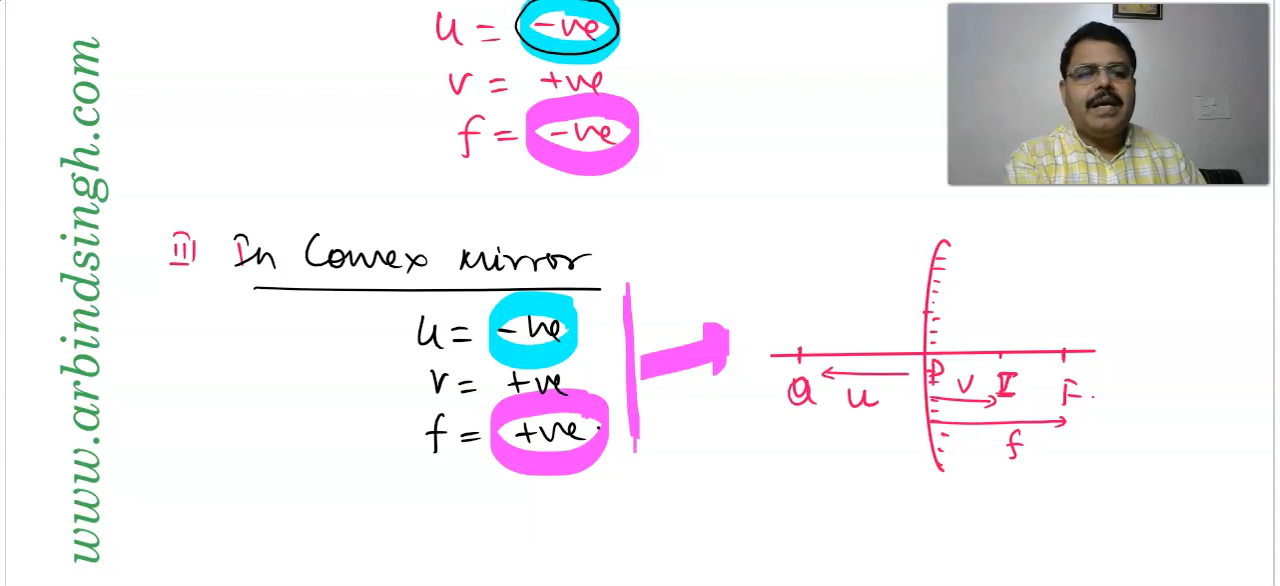 u = -ve
v = +ve
f = -ve
II) In Convex mirror
u = -ve
v = +ve
f = +ve
P
O u v I F.
f
www.arbindsingh.com